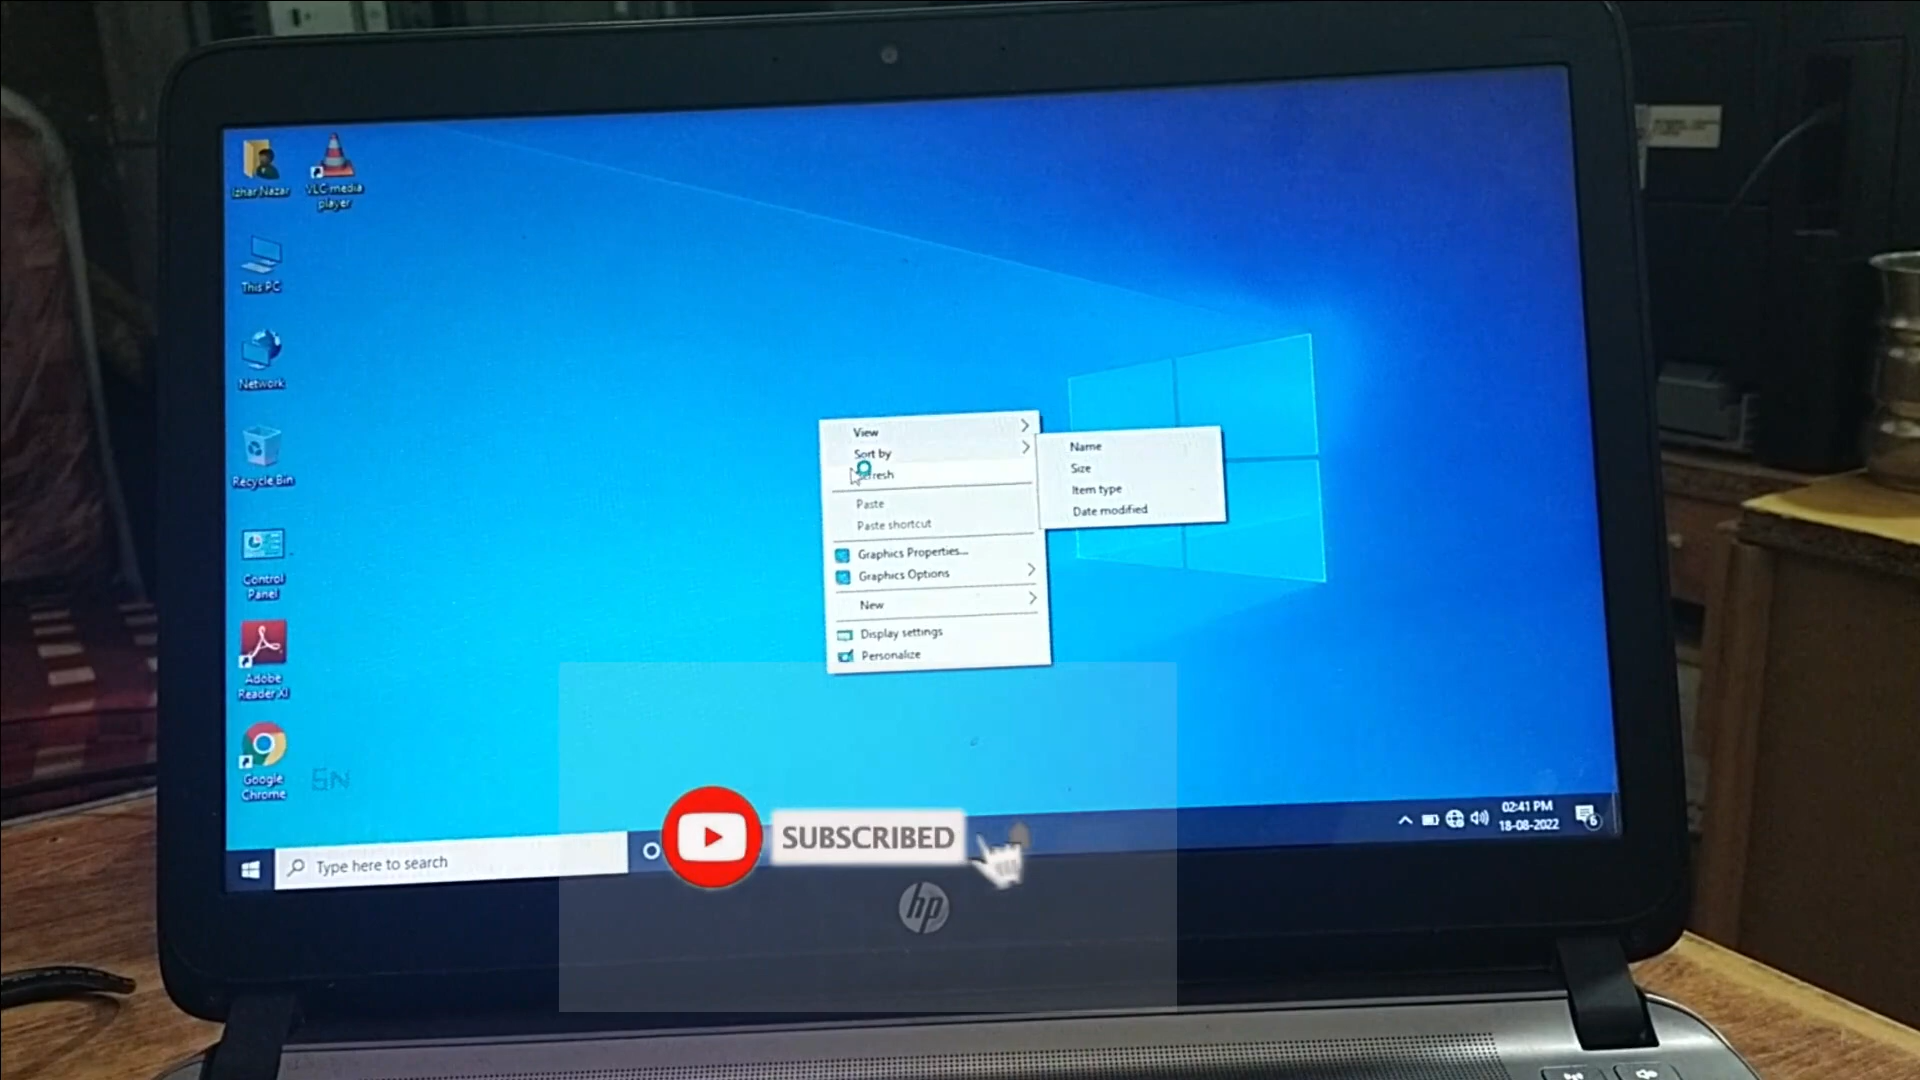 Izhar Nazar
VLC media
player
This PC
Network
Recycle Bin
Control
Panel
Adobe
Reader XI
Google
Chrome
View
Sort by
Refresh
Paste
Paste shortcut
Graphics Properties...
Graphics Options
New
Display settings
Personalize
Name
Size
Item type
Date modified
Type here to search
SUBSCRIBED
02:41 PM
18-08-2022
6
hp